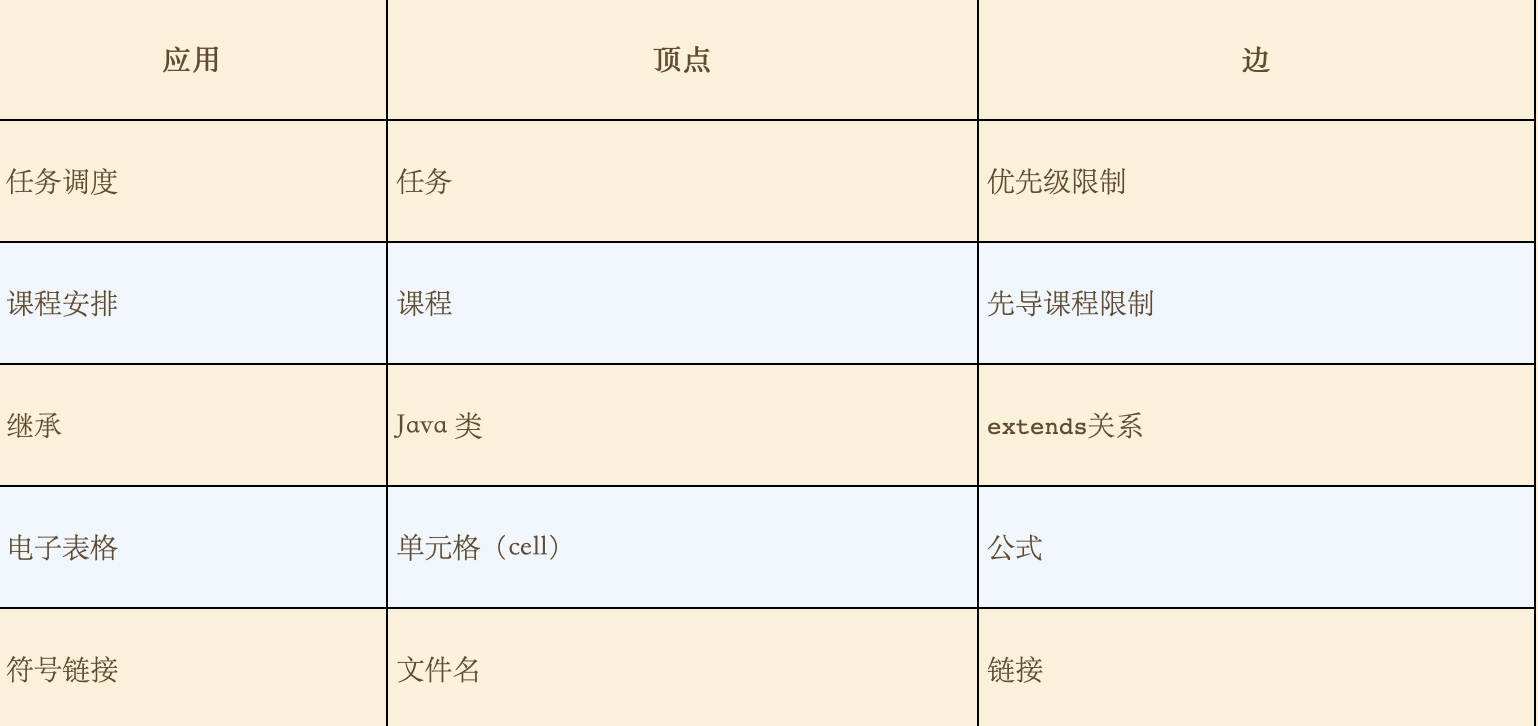 应用 顶点 边
任务调度 任务 优先级限制
课程安排 课程 先导课程限制
继承 Java 类 extends关系
电子表格 单元格（cell） 公式
符号链接 文件名 链接